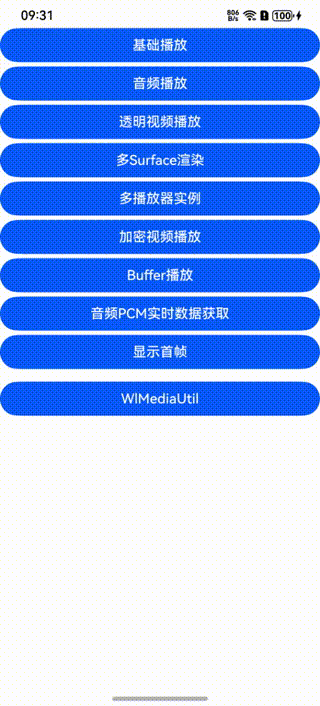 09:31
806
B/s
100
基础播放
音频播放
透明视频播放
多Surface渲染
多播放器实例
加密视频播放
Buffer播放
音频PCM实时数据获取
显示首帧
WlMediaUtil